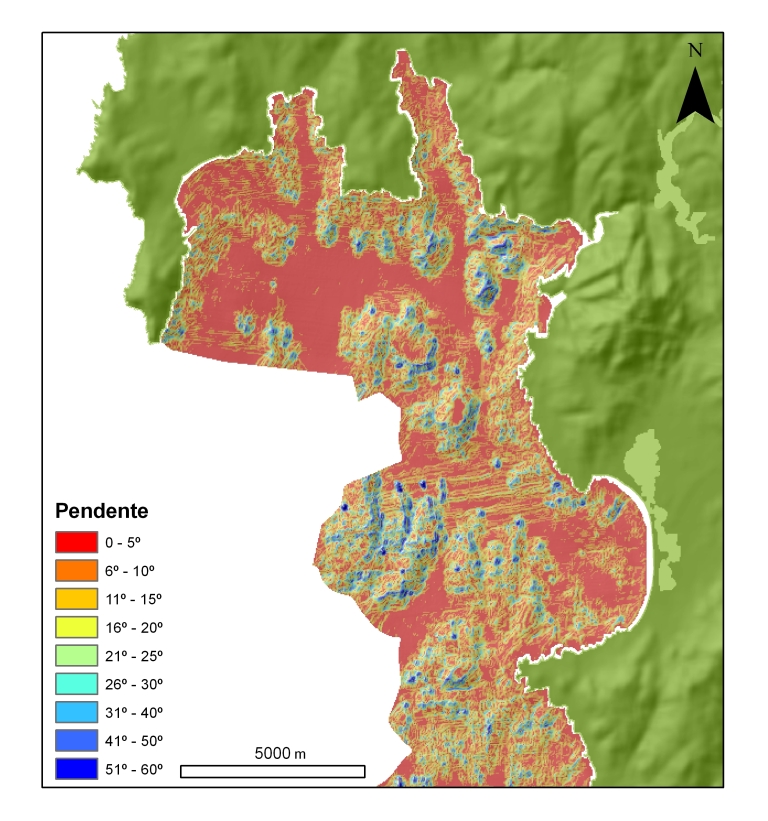 N
Pendente
0 - 5º
6º - 10º
11º - 15º
16º - 20º
21º - 25º
26º - 30º
31º - 40º
41º - 50º
51º - 60º
5000 m